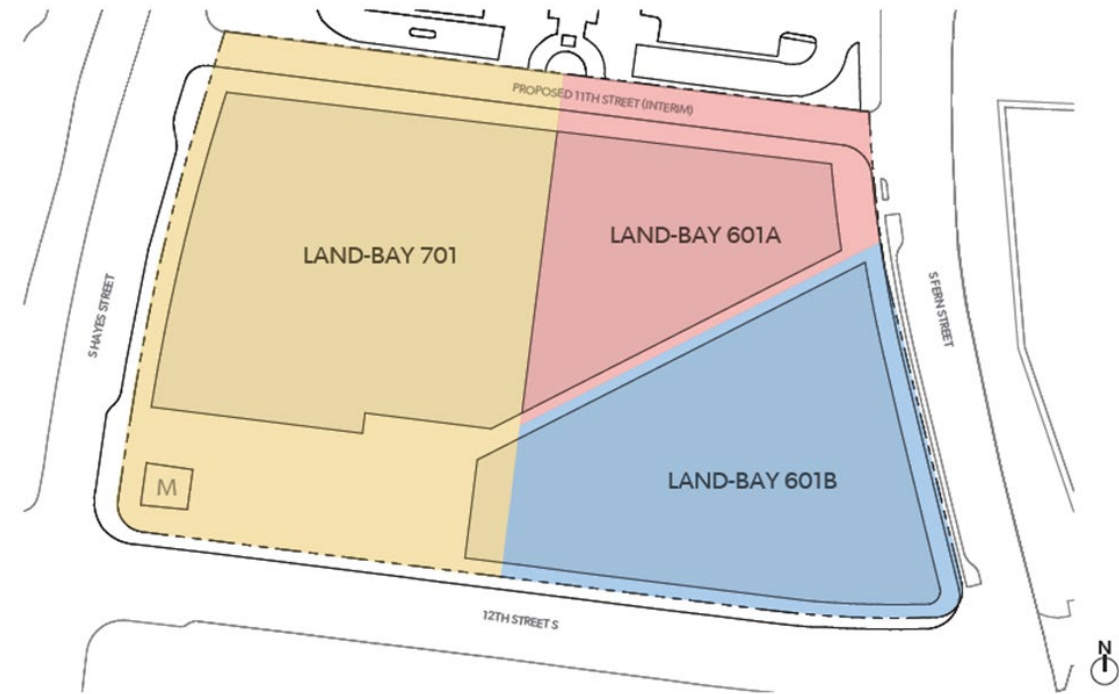 PROPOSED 11TH STREET (INTERIM)
LAND-BAY 601A
LAND-BAY 701
S HAYES STREET
S FERN STREET
LAND-BAY 601B
M
12TH STREET S
N